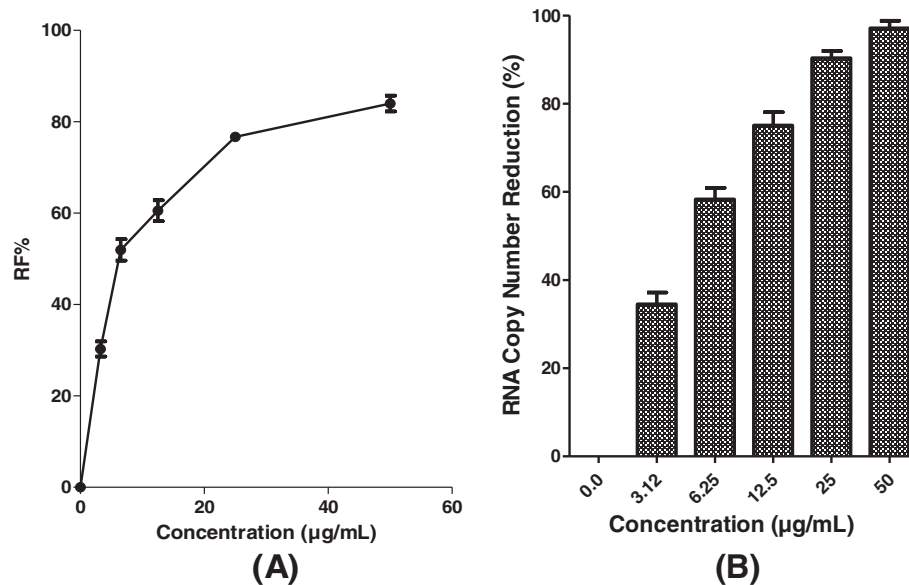 100
80
60
40
20
0
RF%
0 20 40 60
Concentration (µg/mL)
(A)
100
80
60
40
20
0
RNA Copy Number Reduction (%)
0.0 3.12 6.25 12.5 25 50
Concentration (µg/mL)
(B)